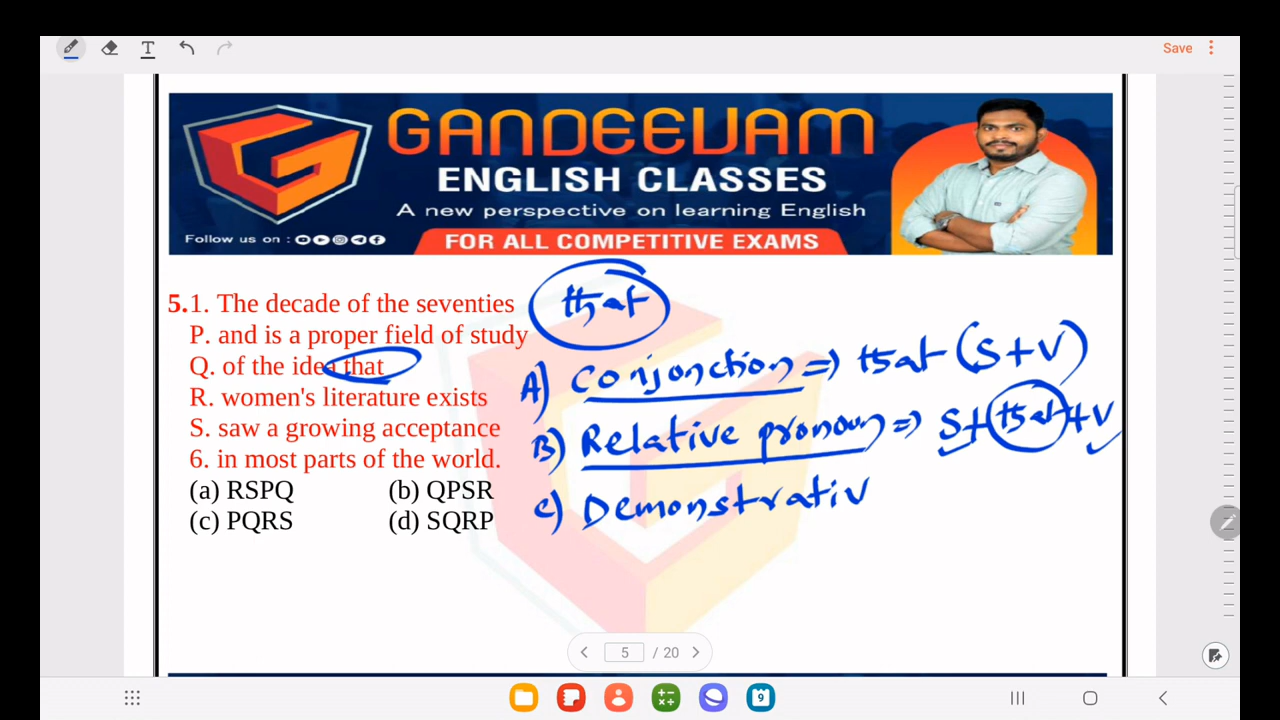 Save
GANDEEVAM
ENGLISH CLASSES
A new perspective on learning English
Follow us on :
FOR ALL COMPETITIVE EXAMS
5. 1. The decade of the seventies
P. and is a proper field of study
Q. of the idea that
R. women's literature exists
S. saw a growing acceptance
6. in most parts of the world.
(a) RSPQ (b) QPSR
(c) PQRS (d) SQRP
that
A) Conjonction => that (S+V)
B) Relative pronoun => S+that+V
C) Demonstrativ
5 / 20
9